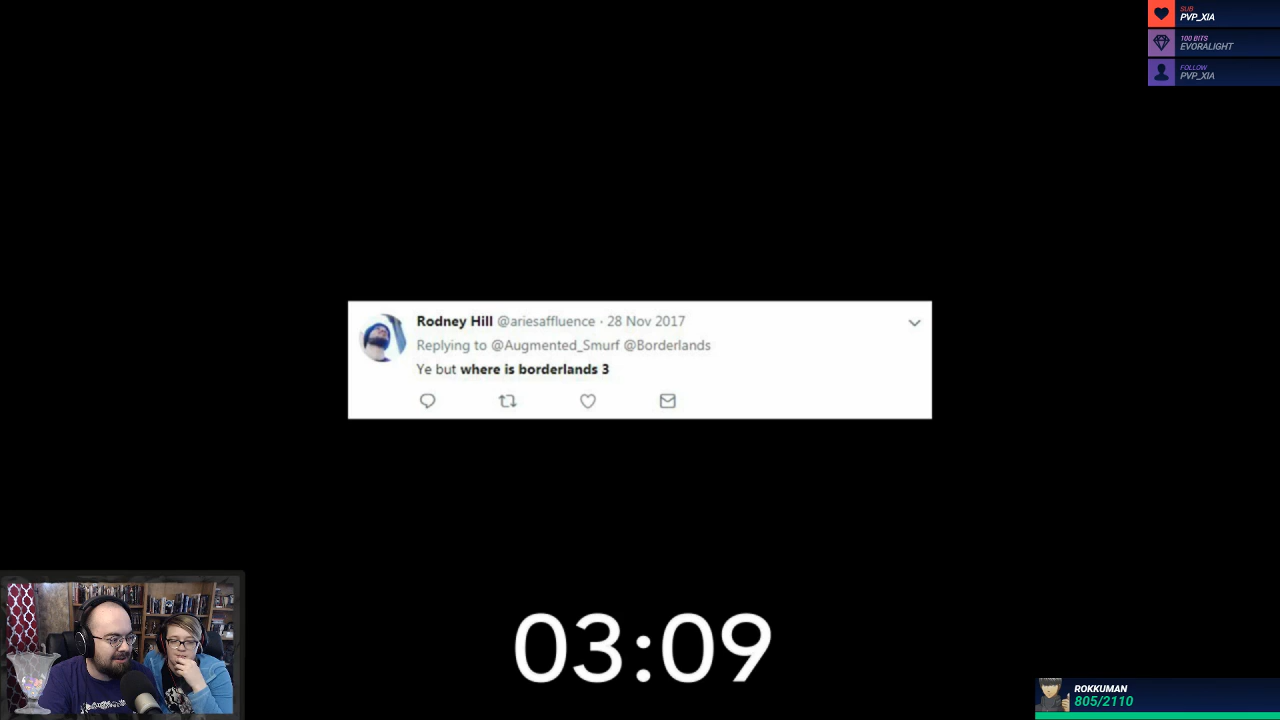 SUB
PVP_XIA
100 BITS
EVORALIGHT
FOLLOW
PVP_XIA
Rodney Hill @ariesaffluence · 28 Nov 2017
Replying to @Augmented_Smurf @Borderlands
Ye but where is borderlands 3
03:09
ROKKUMAN
805/2110